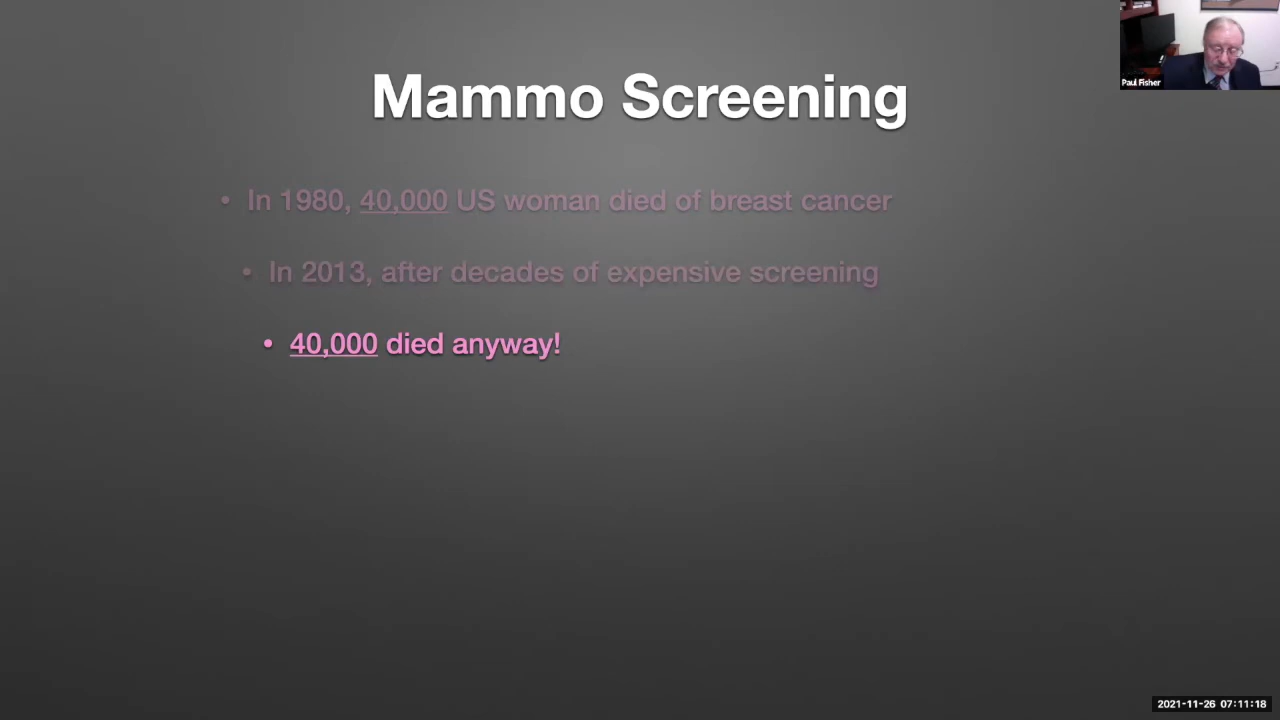 Mammo Screening
• In 1980, 40,000 US woman died of breast cancer
• In 2013, after decades of expensive screening
• 40,000 died anyway!
Paul Fisher
2021-11-26 07:11:18